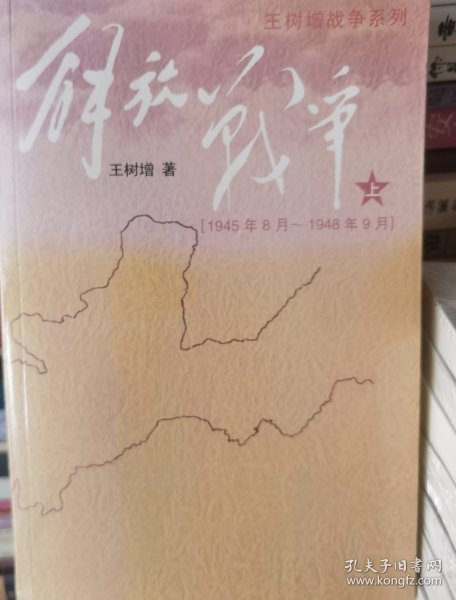 王树增战争系列
解放战争
上
王树增 著
[1945年8月～1948年9月]
孔夫子旧书网
www.kongfz.com